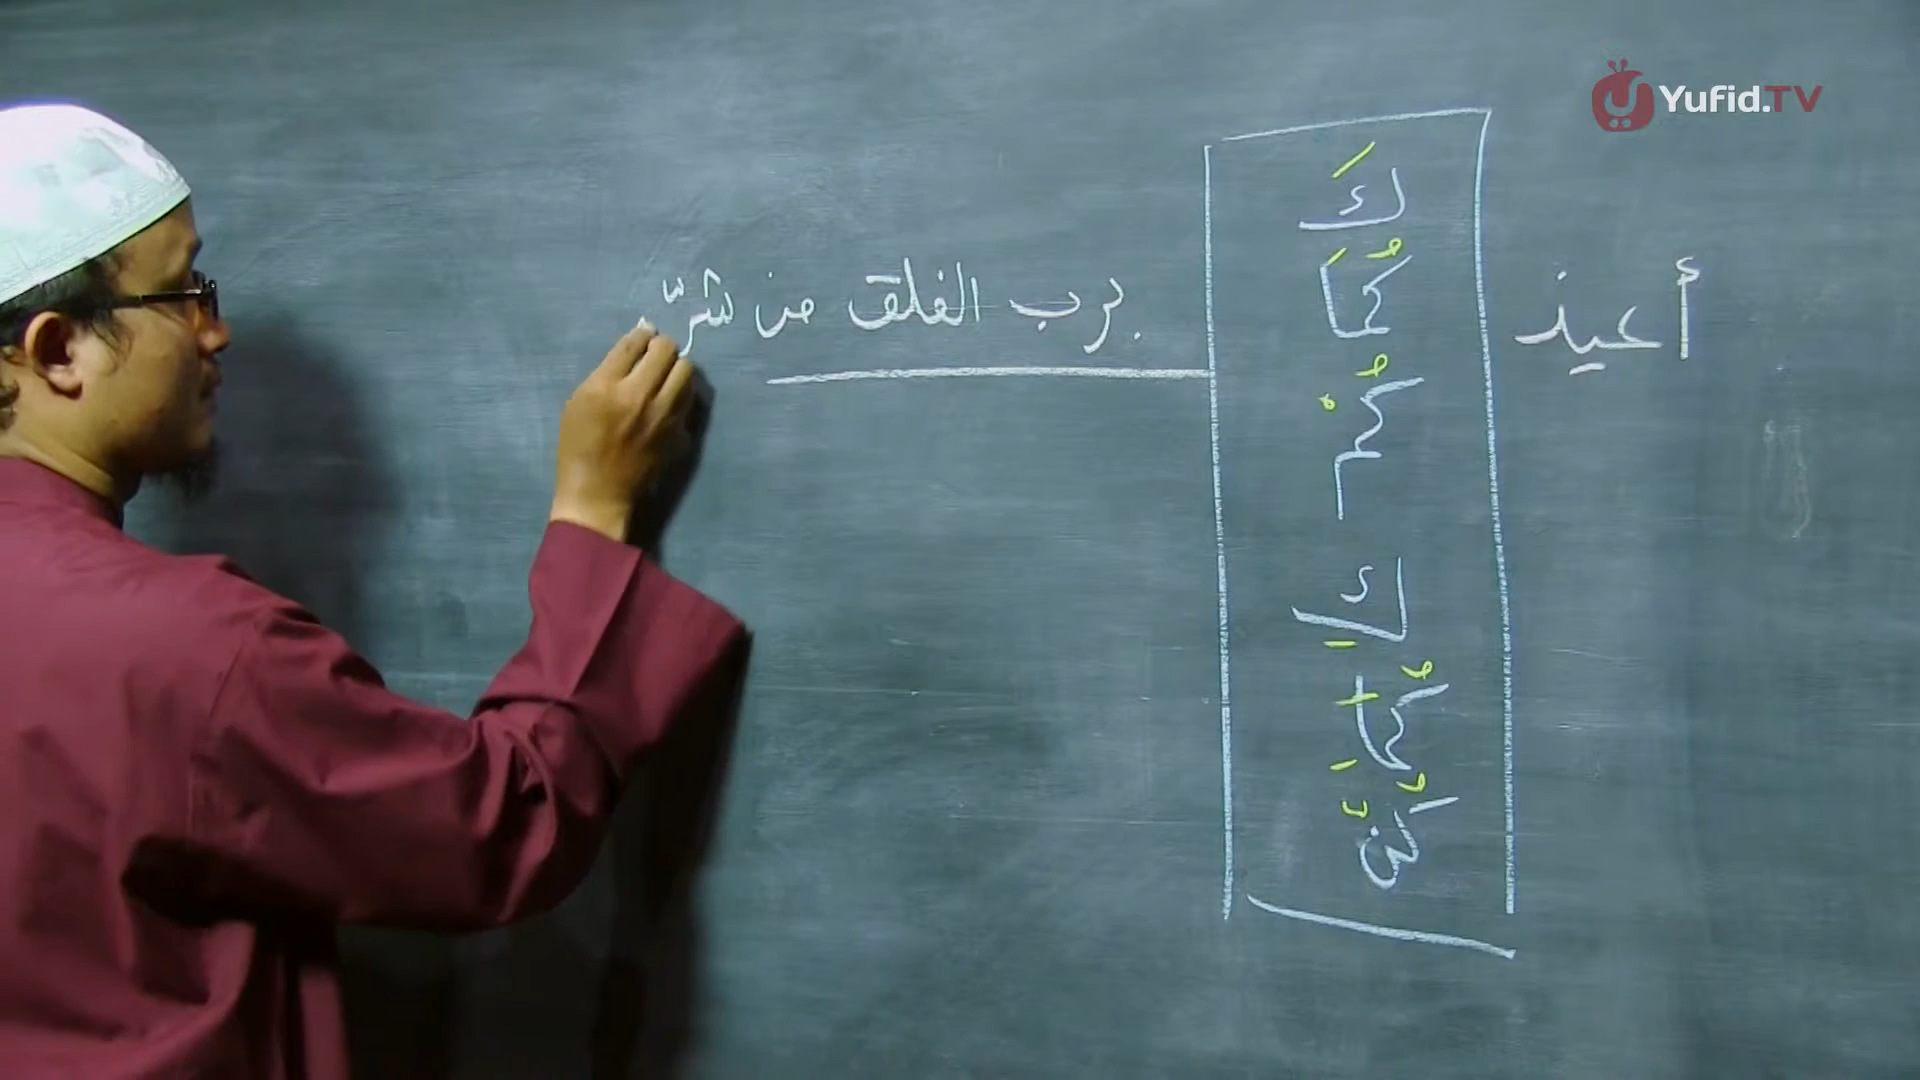 Yufid.TV
أعيذ
كَ
كُمَا
كُمْ
كِ
كُمَا
كُنَّ
برب الفلق من شرّ